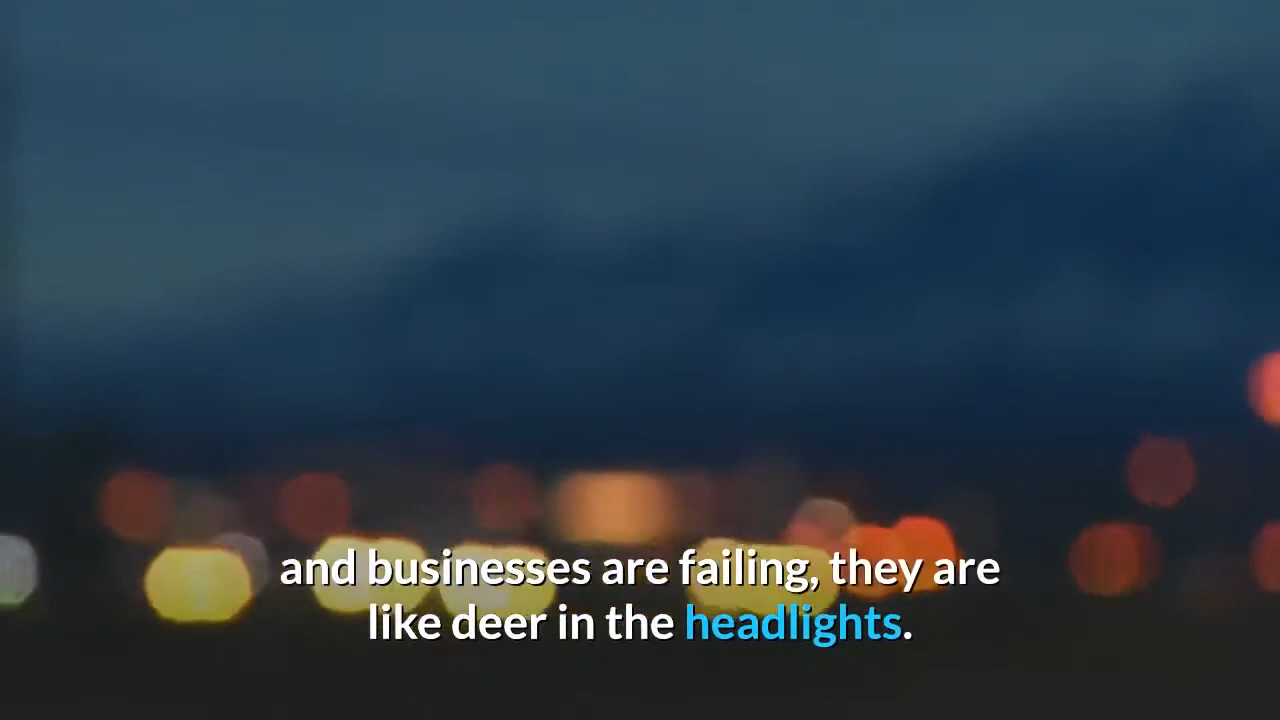 and businesses are failing, they are
like deer in the headlights.